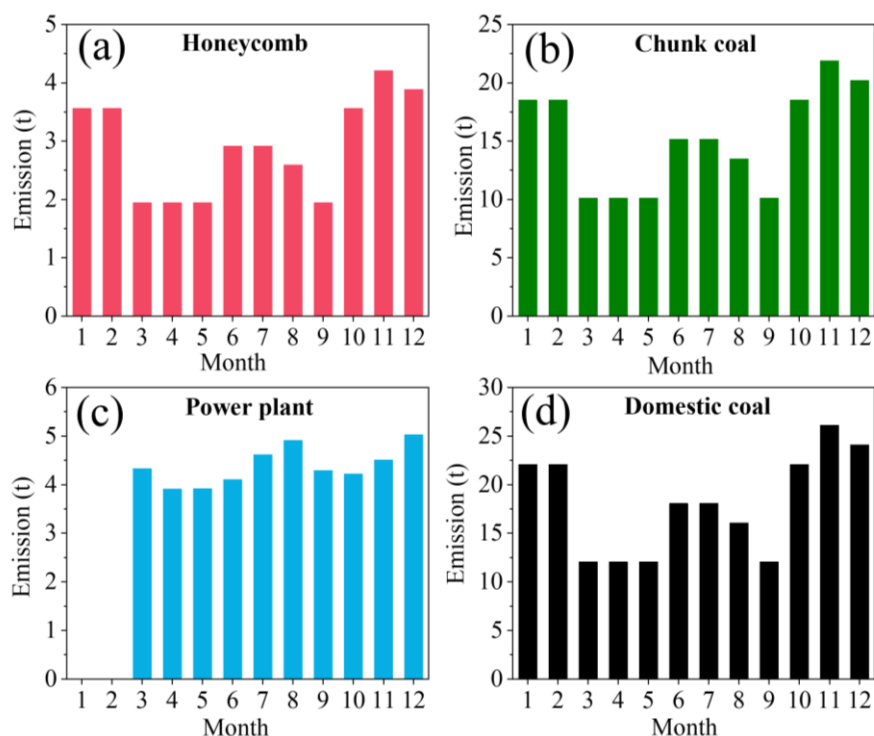 (a) Honeycomb
Emission (t)
5
4
3
2
1
0
1 2 3 4 5 6 7 8 9 10 11 12
Month
(b) Chunk coal
Emission (t)
25
20
15
10
5
0
1 2 3 4 5 6 7 8 9 10 11 12
Month
(c) Power plant
Emission (t)
6
5
4
3
2
1
0
1 2 3 4 5 6 7 8 9 10 11 12
Month
(d) Domestic coal
Emission (t)
30
25
20
15
10
5
0
1 2 3 4 5 6 7 8 9 10 11 12
Month